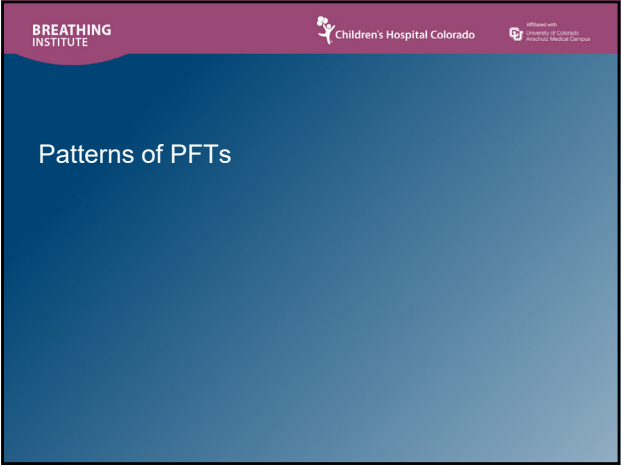 BREATHING
INSTITUTE
Children's Hospital Colorado
Affiliated with
University of Colorado
Anschutz Medical Campus
Patterns of PFTs